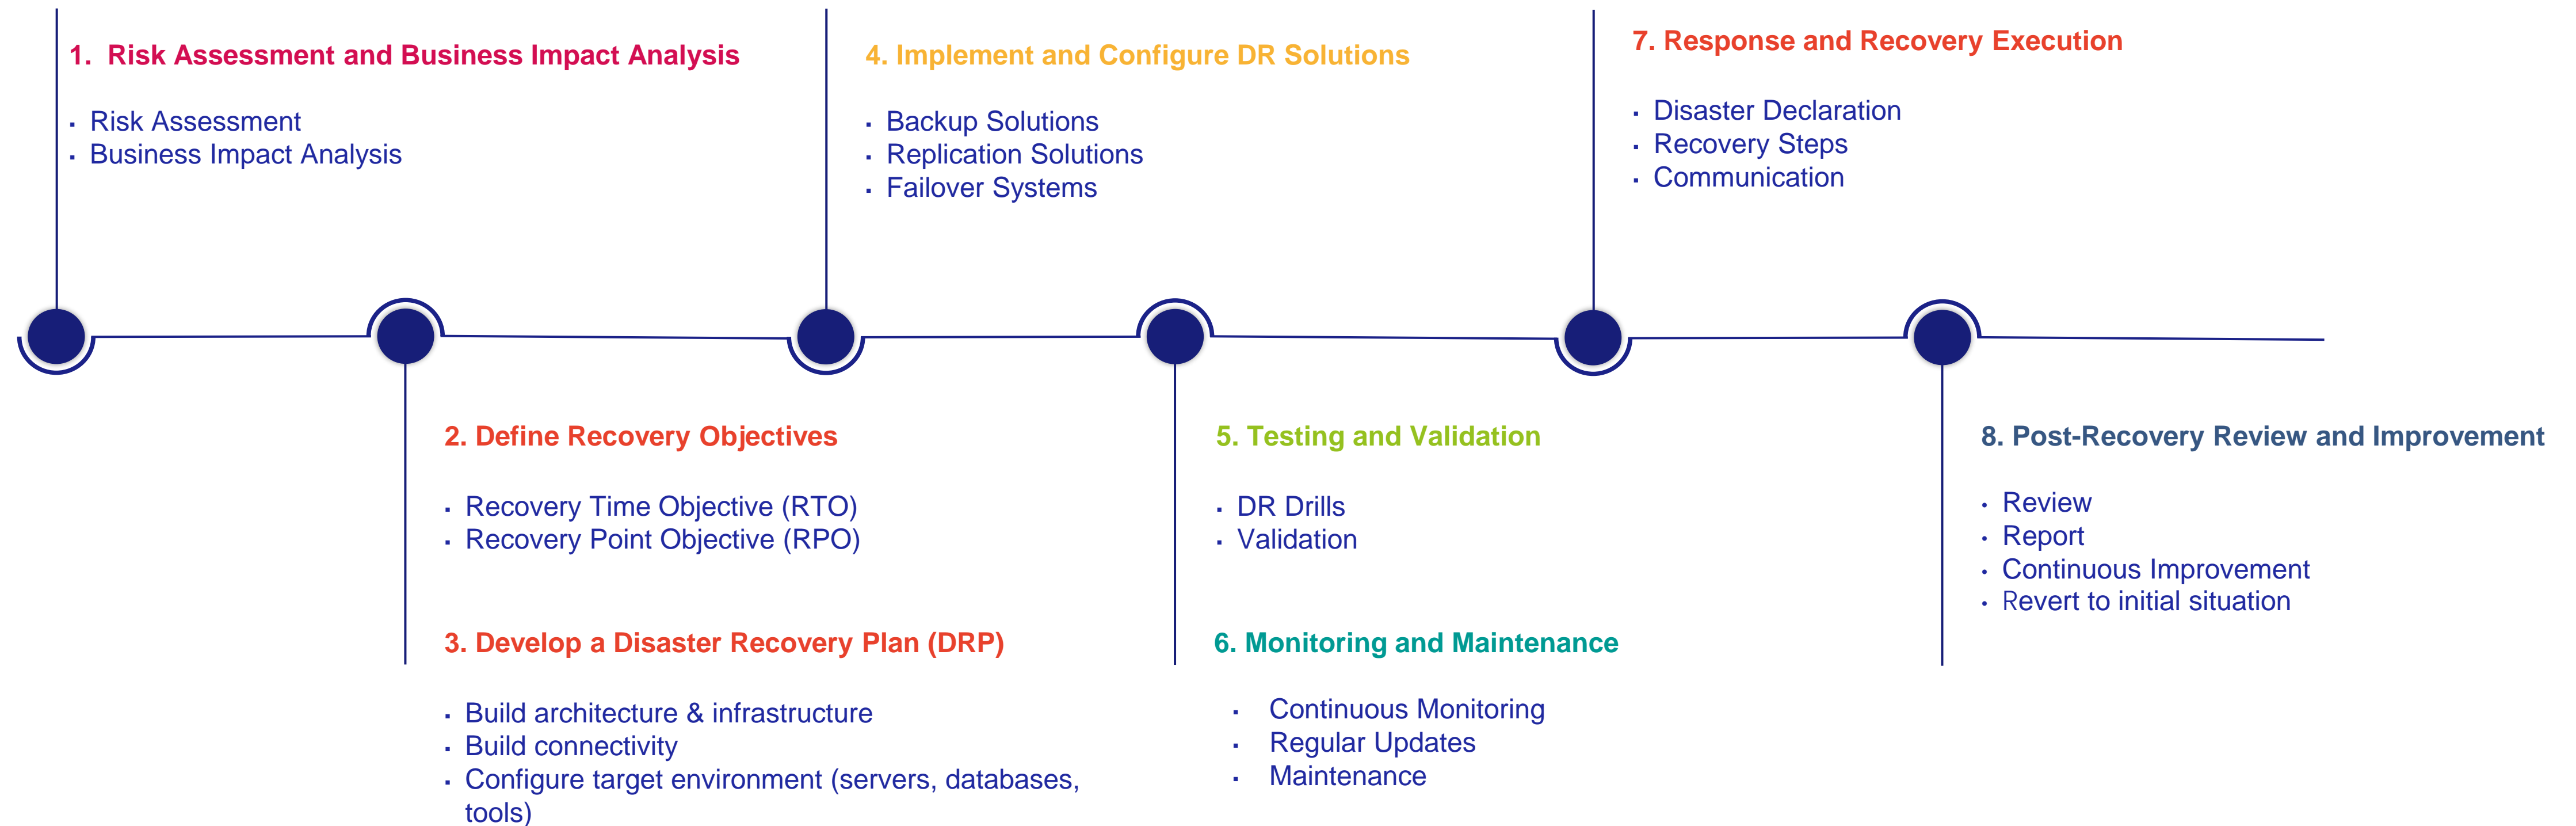 1. Risk Assessment and Business Impact Analysis
▪ Risk Assessment
▪ Business Impact Analysis
2. Define Recovery Objectives
▪ Recovery Time Objective (RTO)
▪ Recovery Point Objective (RPO)
3. Develop a Disaster Recovery Plan (DRP)
▪ Build architecture & infrastructure
▪ Build connectivity
▪ Configure target environment (servers, databases,
tools)
4. Implement and Configure DR Solutions
▪ Backup Solutions
▪ Replication Solutions
▪ Failover Systems
5. Testing and Validation
▪ DR Drills
▪ Validation
6. Monitoring and Maintenance
▪ Continuous Monitoring
▪ Regular Updates
▪ Maintenance
7. Response and Recovery Execution
▪ Disaster Declaration
▪ Recovery Steps
▪ Communication
8. Post-Recovery Review and Improvement
• Review
• Report
• Continuous Improvement
• Revert to initial situation